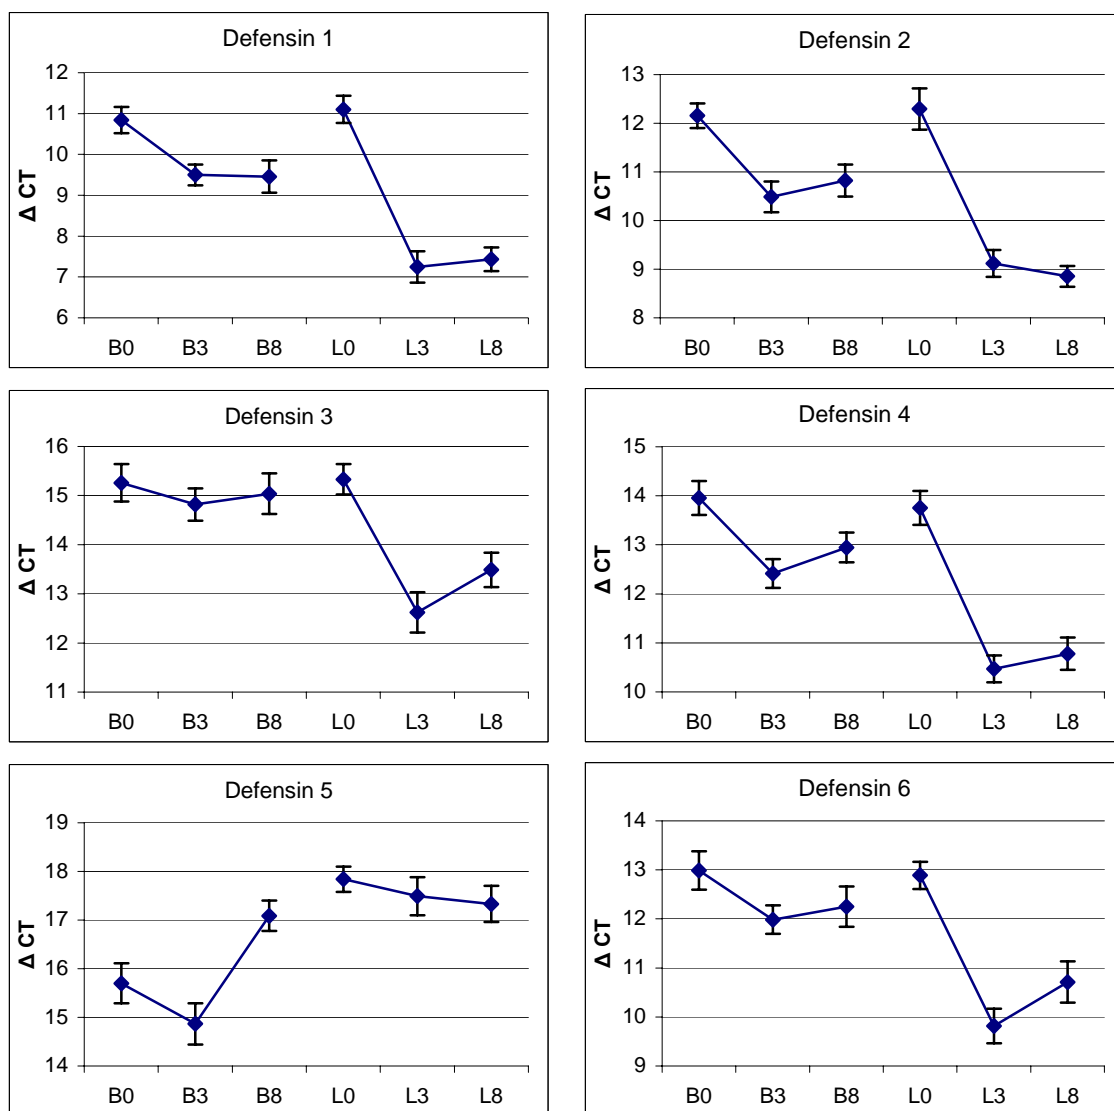 Defensin 1
12
11
10
9
8
7
6
Δ CT
B0 B3 B8 L0 L3 L8
Defensin 2
13
12
11
10
9
8
Δ CT
B0 B3 B8 L0 L3 L8
Defensin 3
16
15
14
13
12
11
Δ CT
B0 B3 B8 L0 L3 L8
Defensin 4
15
14
13
12
11
10
Δ CT
B0 B3 B8 L0 L3 L8
Defensin 5
19
18
17
16
15
14
Δ CT
B0 B3 B8 L0 L3 L8
Defensin 6
14
13
12
11
10
9
Δ CT
B0 B3 B8 L0 L3 L8